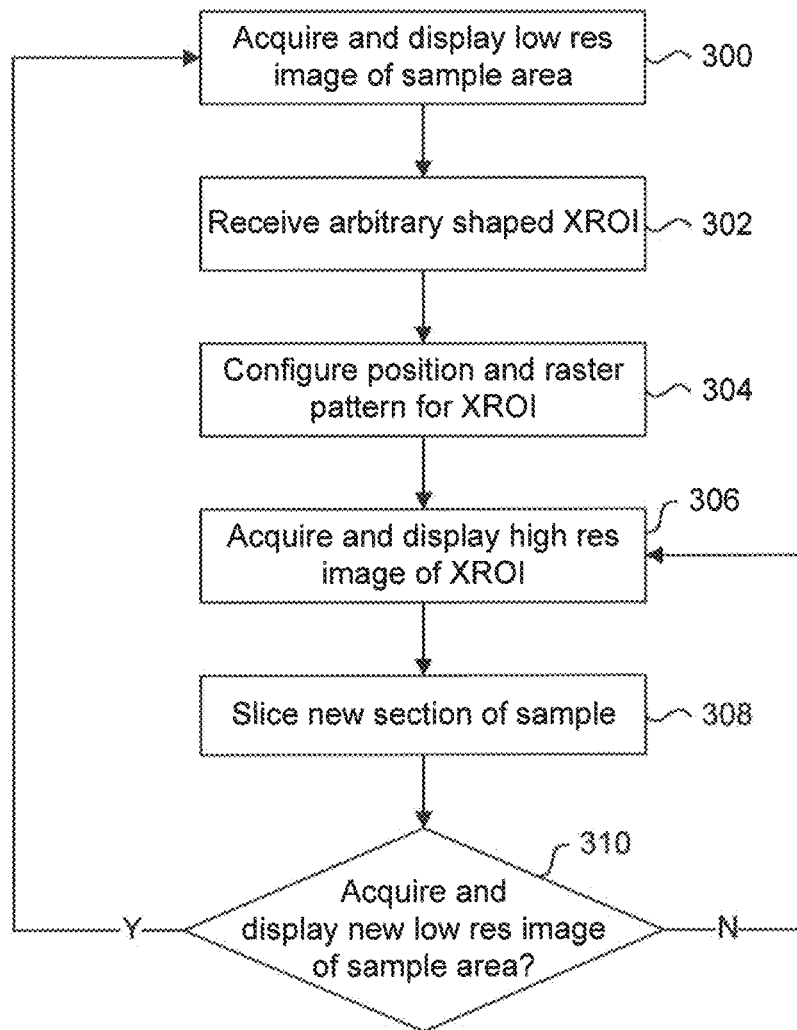 Acquire and display low res
image of sample area
300
Receive arbitrary shaped XROI
302
Configure position and raster
pattern for XROI
304
306
Acquire and display high res
image of XROI
Slice new section of sample
308
310
Acquire and
display new low res image
of sample area?
Y
N